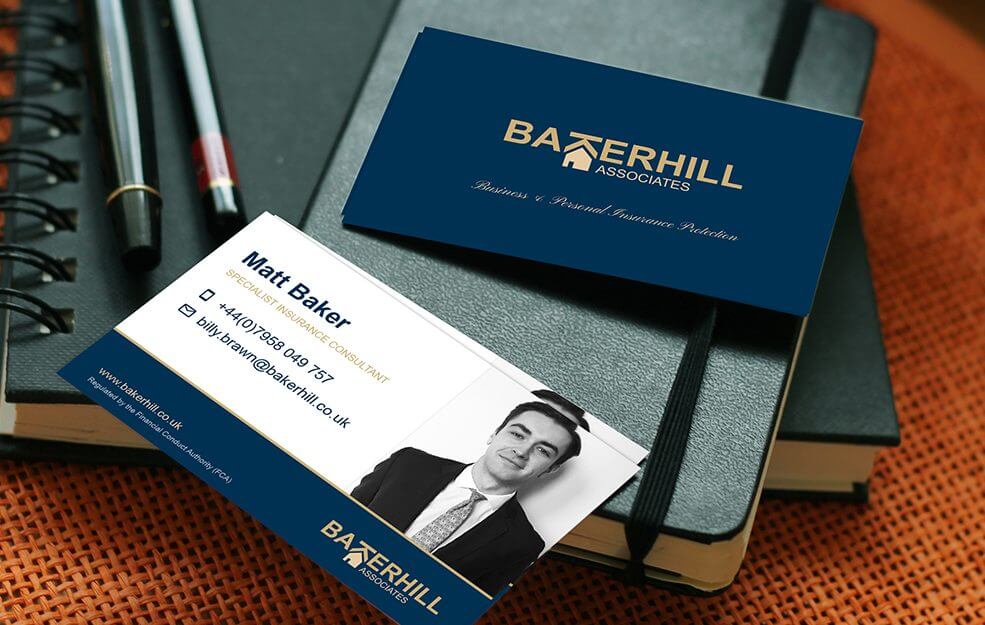 BAKERHILL
ASSOCIATES
Business & Personal Insurance Protection
Matt Baker
SPECIALIST INSURANCE CONSULTANT
+44(0)7958 049 757
billy.brawn@bakerhill.co.uk
www.bakerhill.co.uk
Regulated by the Financial Conduct Authority (FCA)
BAKERHILL
ASSOCIATES